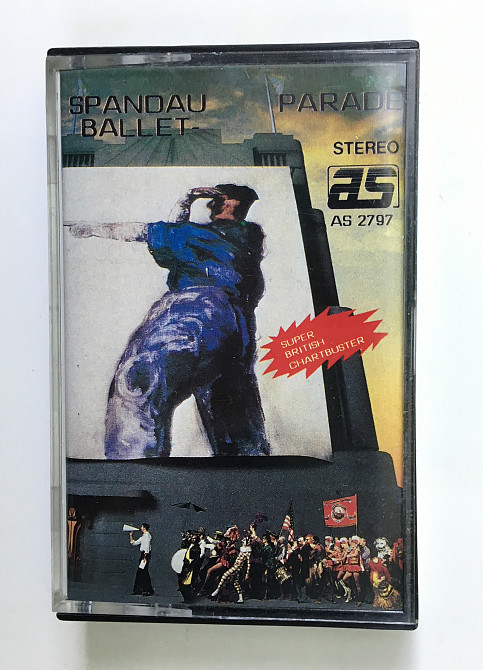 SPANDAU PARADE
BALLET
STEREO
as
AS 2797
SUPER
BRITISH
CHARTBUSTER